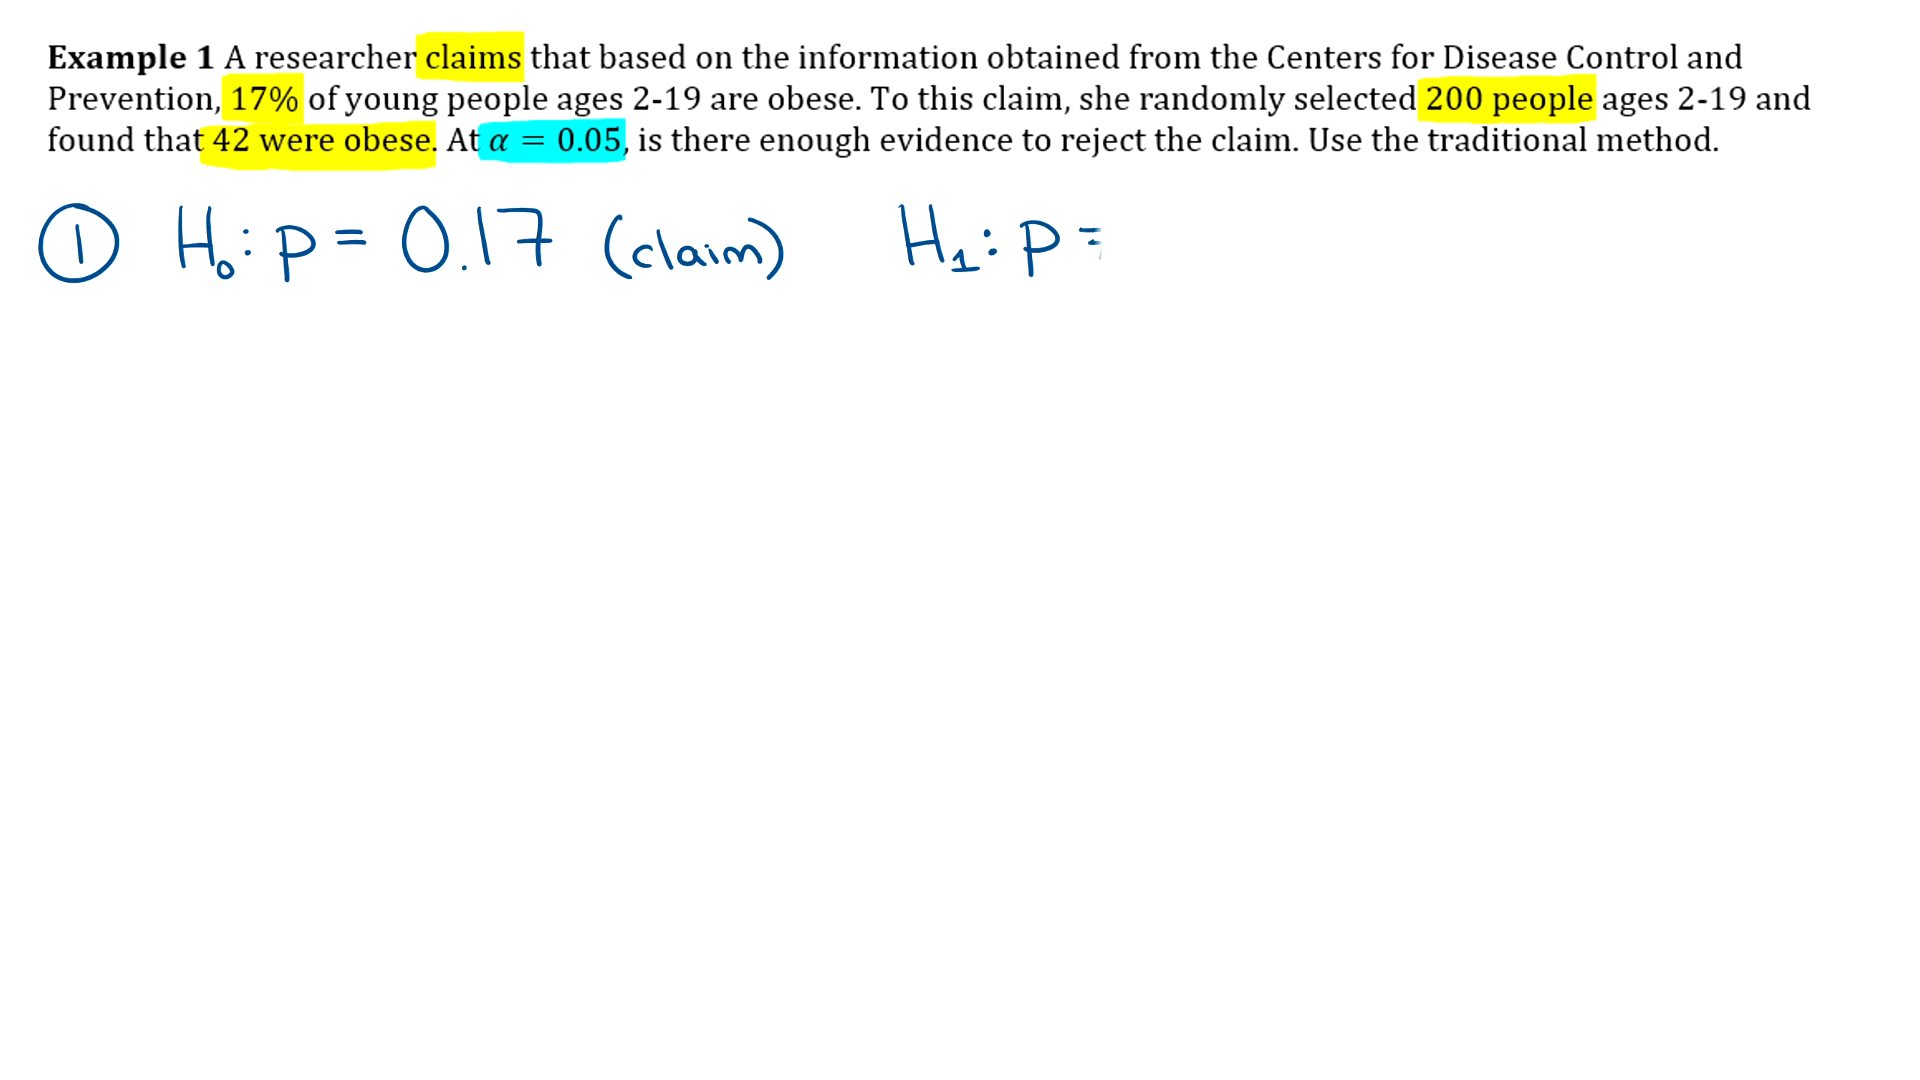 Example 1 A researcher claims that based on the information obtained from the Centers for Disease Control and
Prevention, 17% of young people ages 2-19 are obese. To this claim, she randomly selected 200 people ages 2-19 and
found that 42 were obese. At α = 0.05, is there enough evidence to reject the claim. Use the traditional method.
① H₀: p = 0.17 (claim) H₁: p =